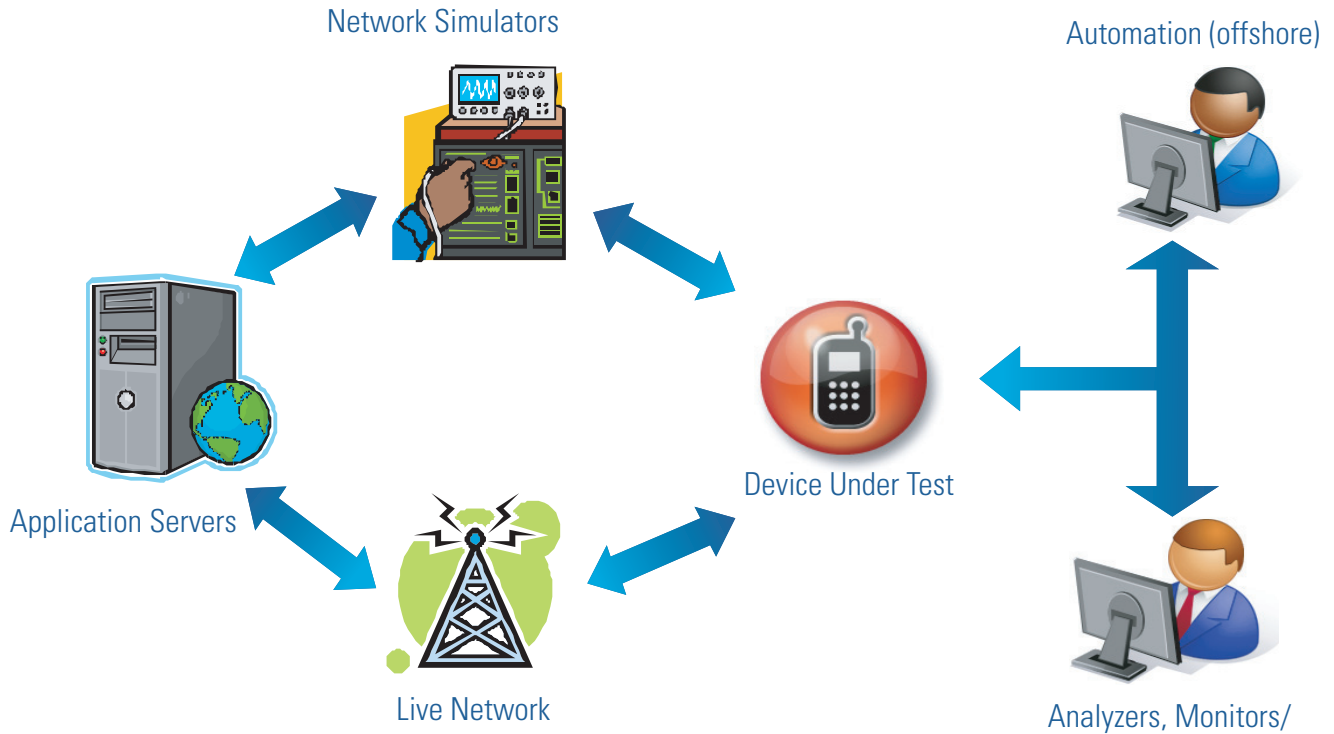 Network Simulators
Automation (offshore)
Application Servers
Device Under Test
Live Network
Analyzers, Monitors/